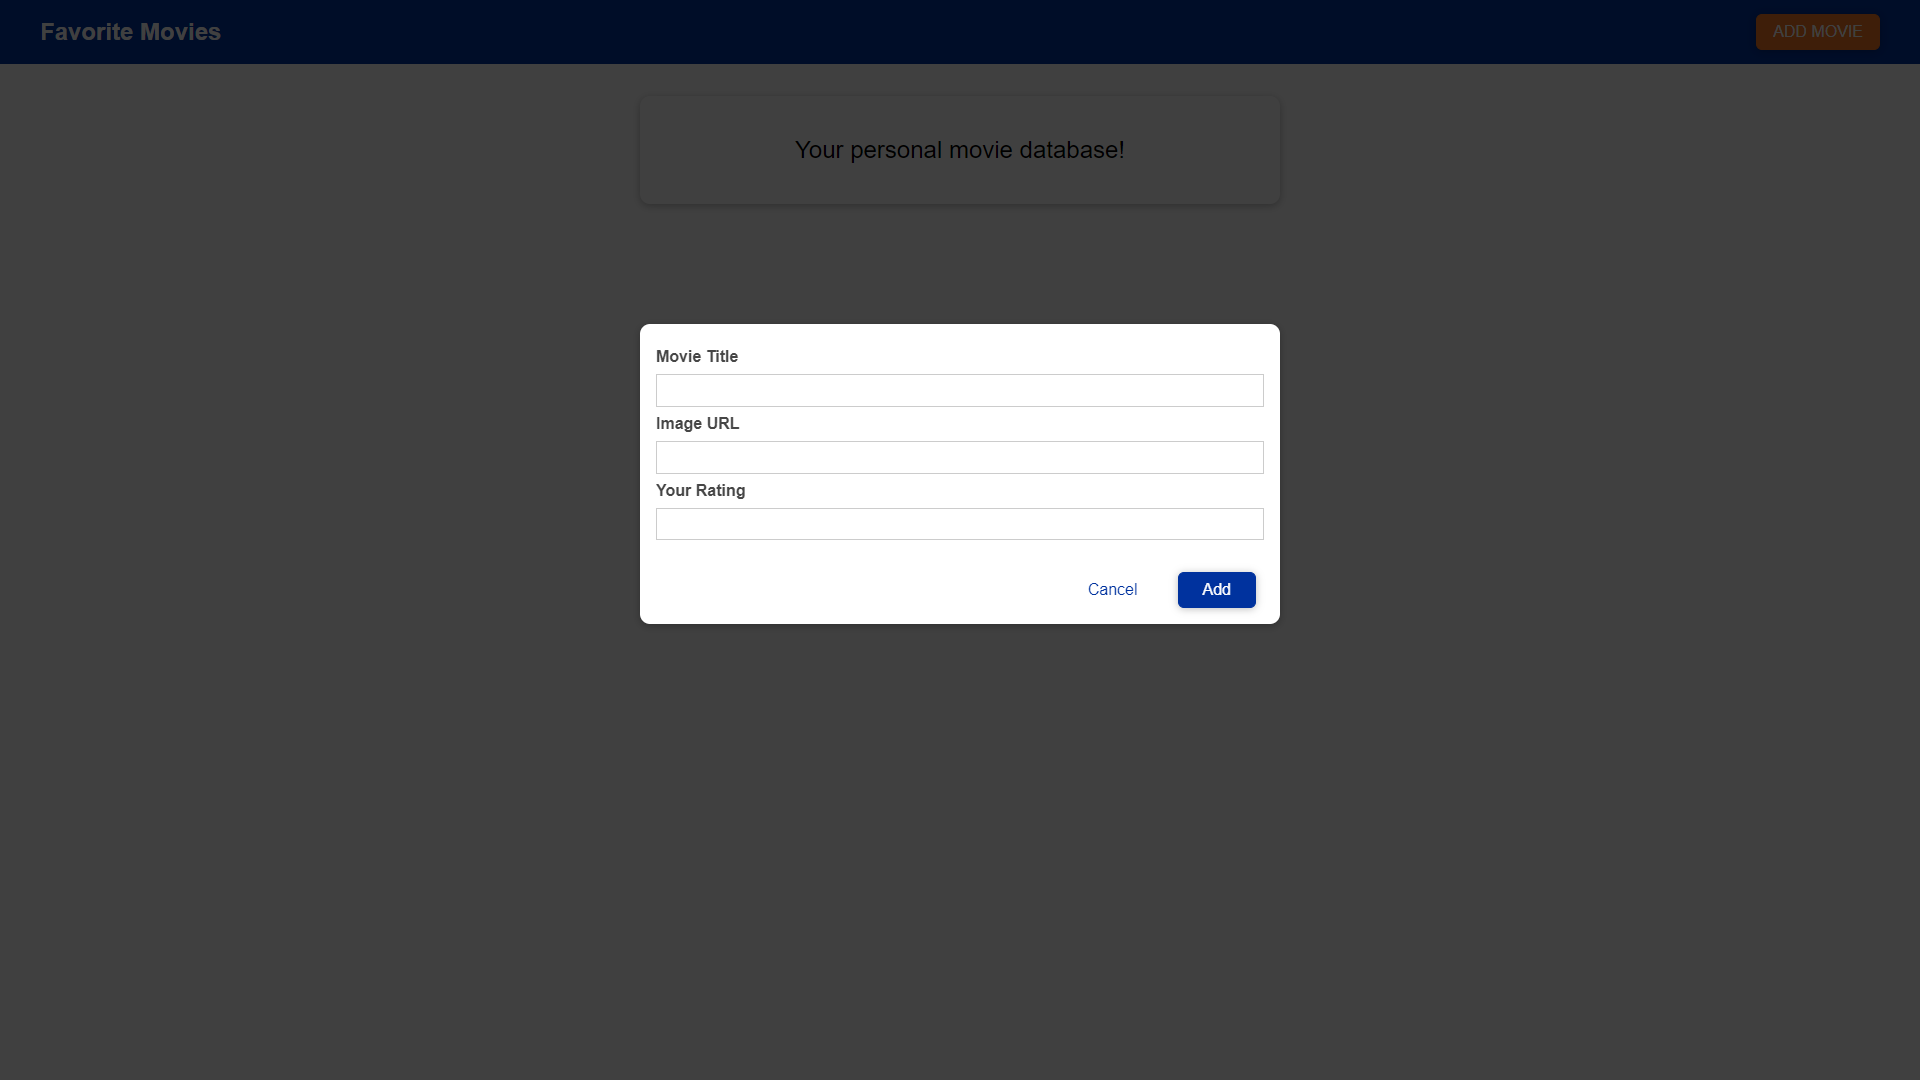 Favorite Movies
ADD MOVIE
Your personal movie database!
Movie Title
Image URL
Your Rating
Cancel
Add